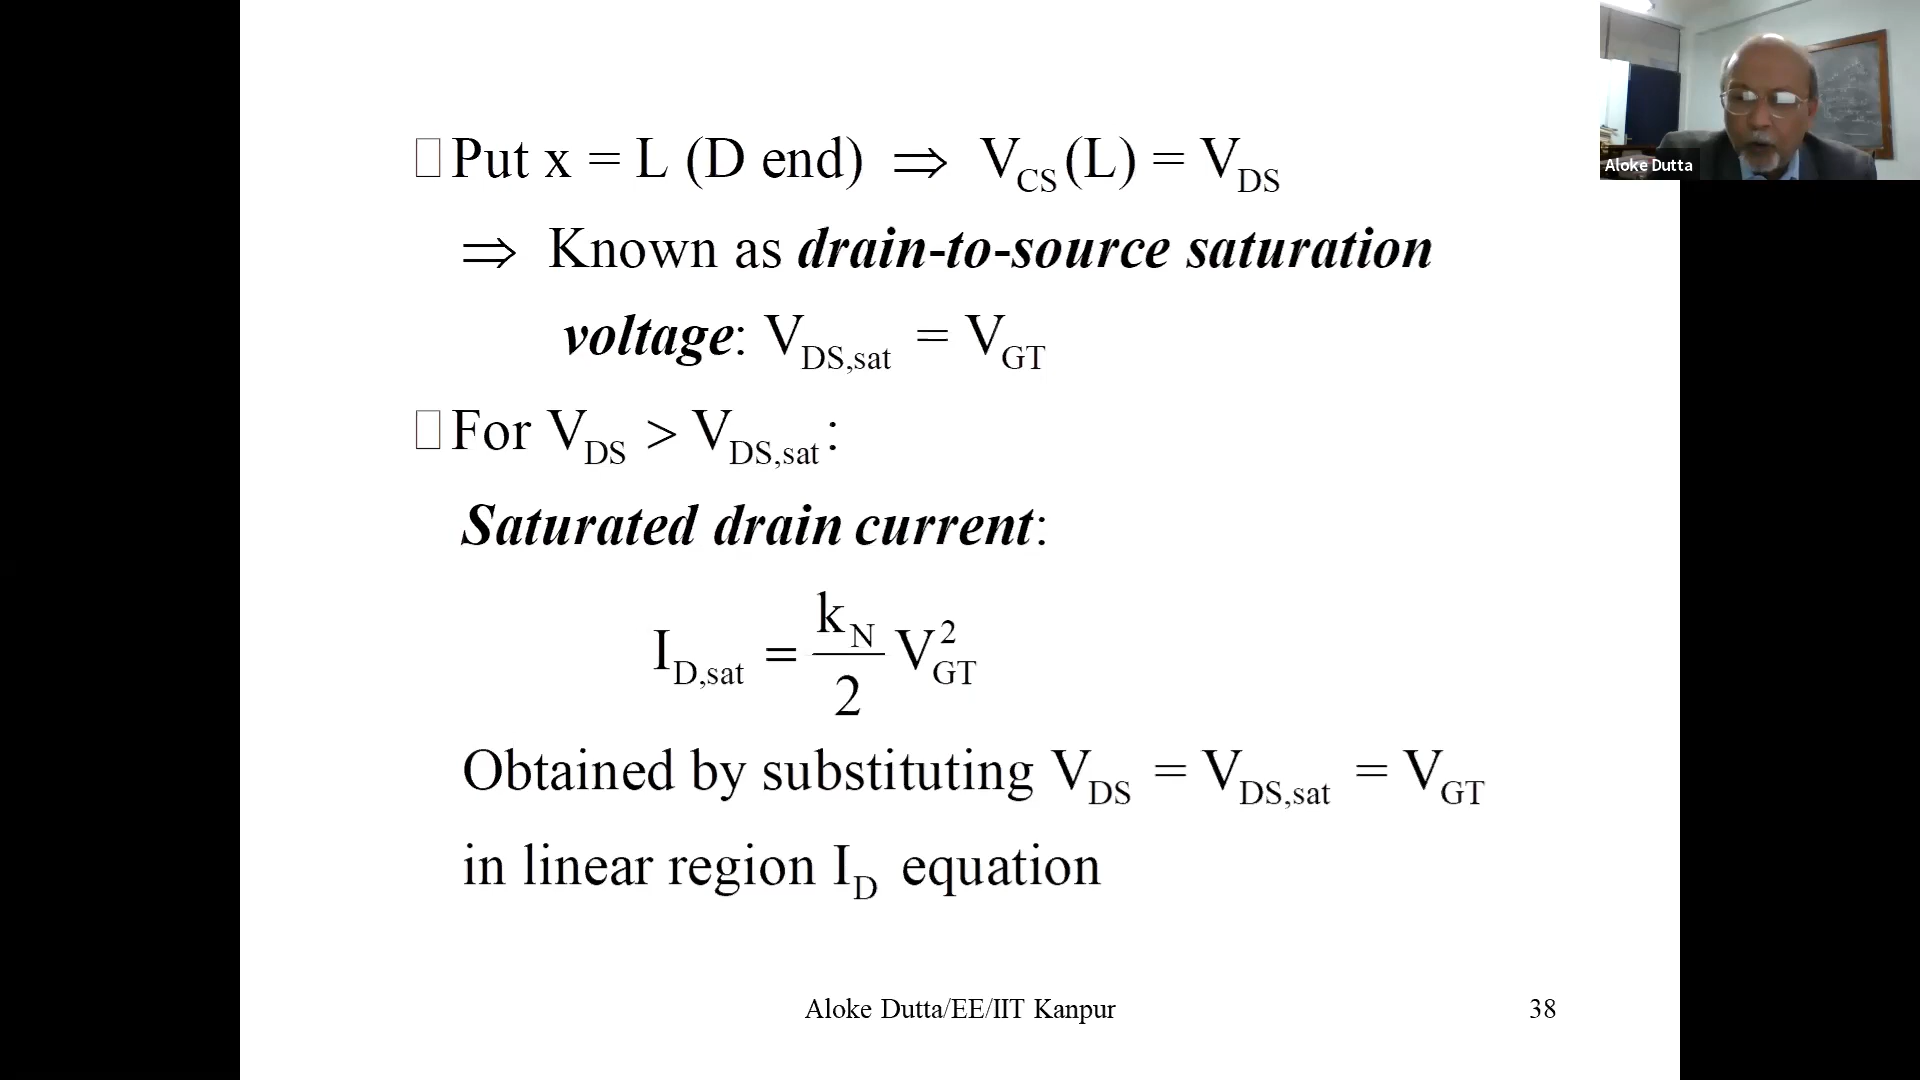 Put x = L (D end) ⇒ V_CS(L) = V_DS
⇒ Known as drain-to-source saturation
voltage: V_DS,sat = V_GT
For V_DS > V_DS,sat:
Saturated drain current:
I_D,sat = k_N/2 V_GT^2
Obtained by substituting V_DS = V_DS,sat = V_GT
in linear region I_D equation
Aloke Dutta/EE/IIT Kanpur
38
Aloke Dutta